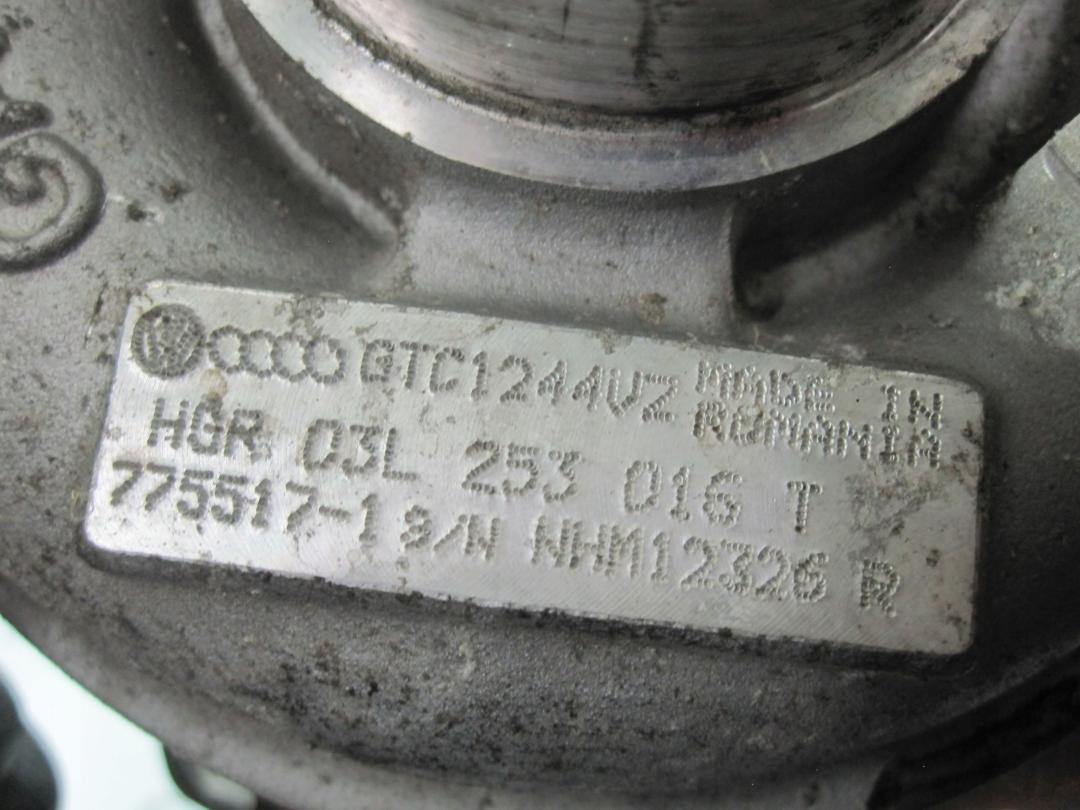 GTC1244VZ MADE IN ROMANIA
HGR 03L 253 016 T
775517-1 S/N NHM12326 R